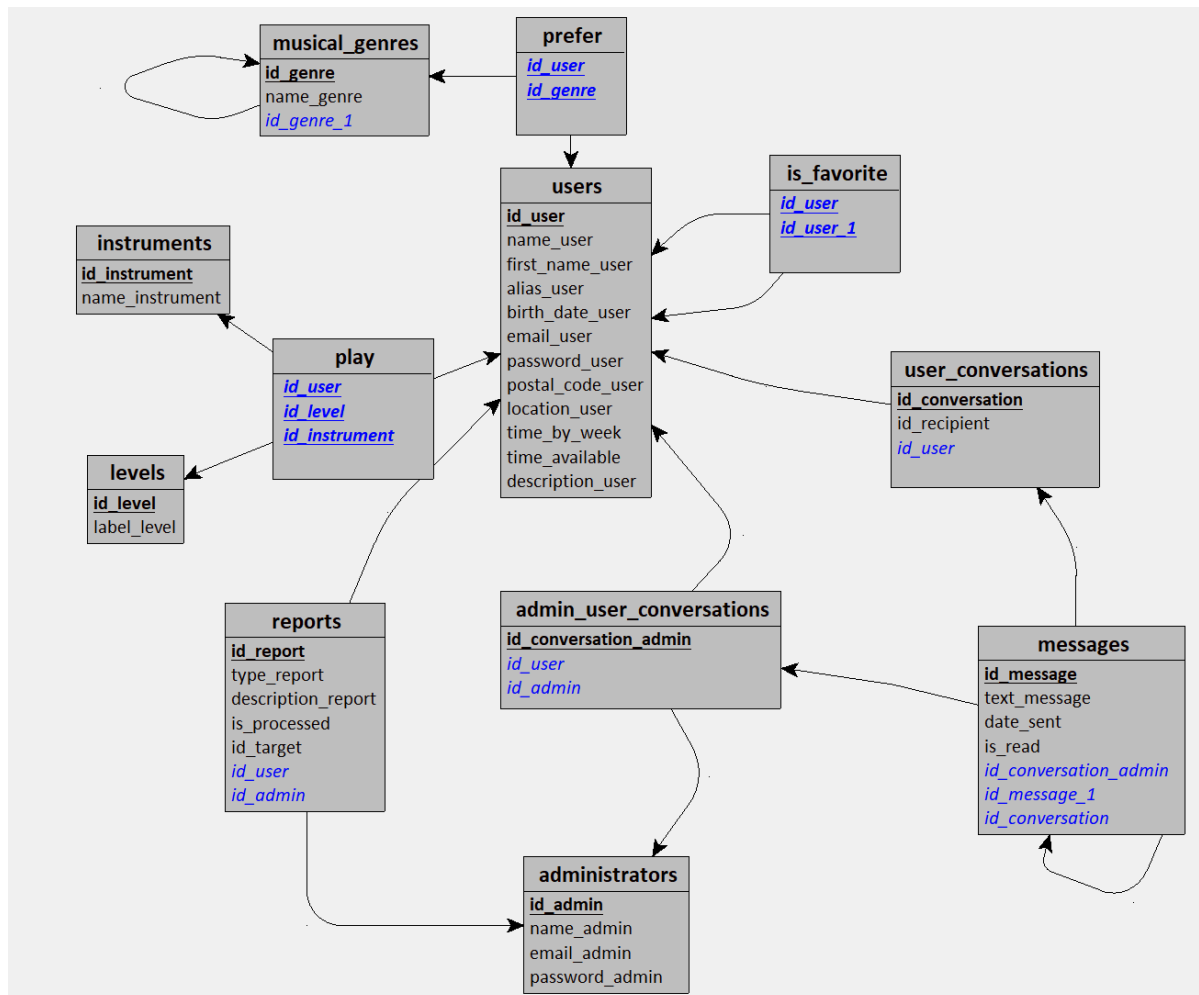 musical_genres
id_genre
name_genre
id_genre_1
prefer
id_user
id_genre
users
id_user
name_user
first_name_user
alias_user
birth_date_user
email_user
password_user
postal_code_user
location_user
time_by_week
time_available
description_user
is_favorite
id_user
id_user_1
instruments
id_instrument
name_instrument
play
id_user
id_level
id_instrument
levels
id_level
label_level
user_conversations
id_conversation
id_recipient
id_user
reports
id_report
type_report
description_report
is_processed
id_target
id_user
id_admin
admin_user_conversations
id_conversation_admin
id_user
id_admin
messages
id_message
text_message
date_sent
is_read
id_conversation_admin
id_message_1
id_conversation
administrators
id_admin
name_admin
email_admin
password_admin